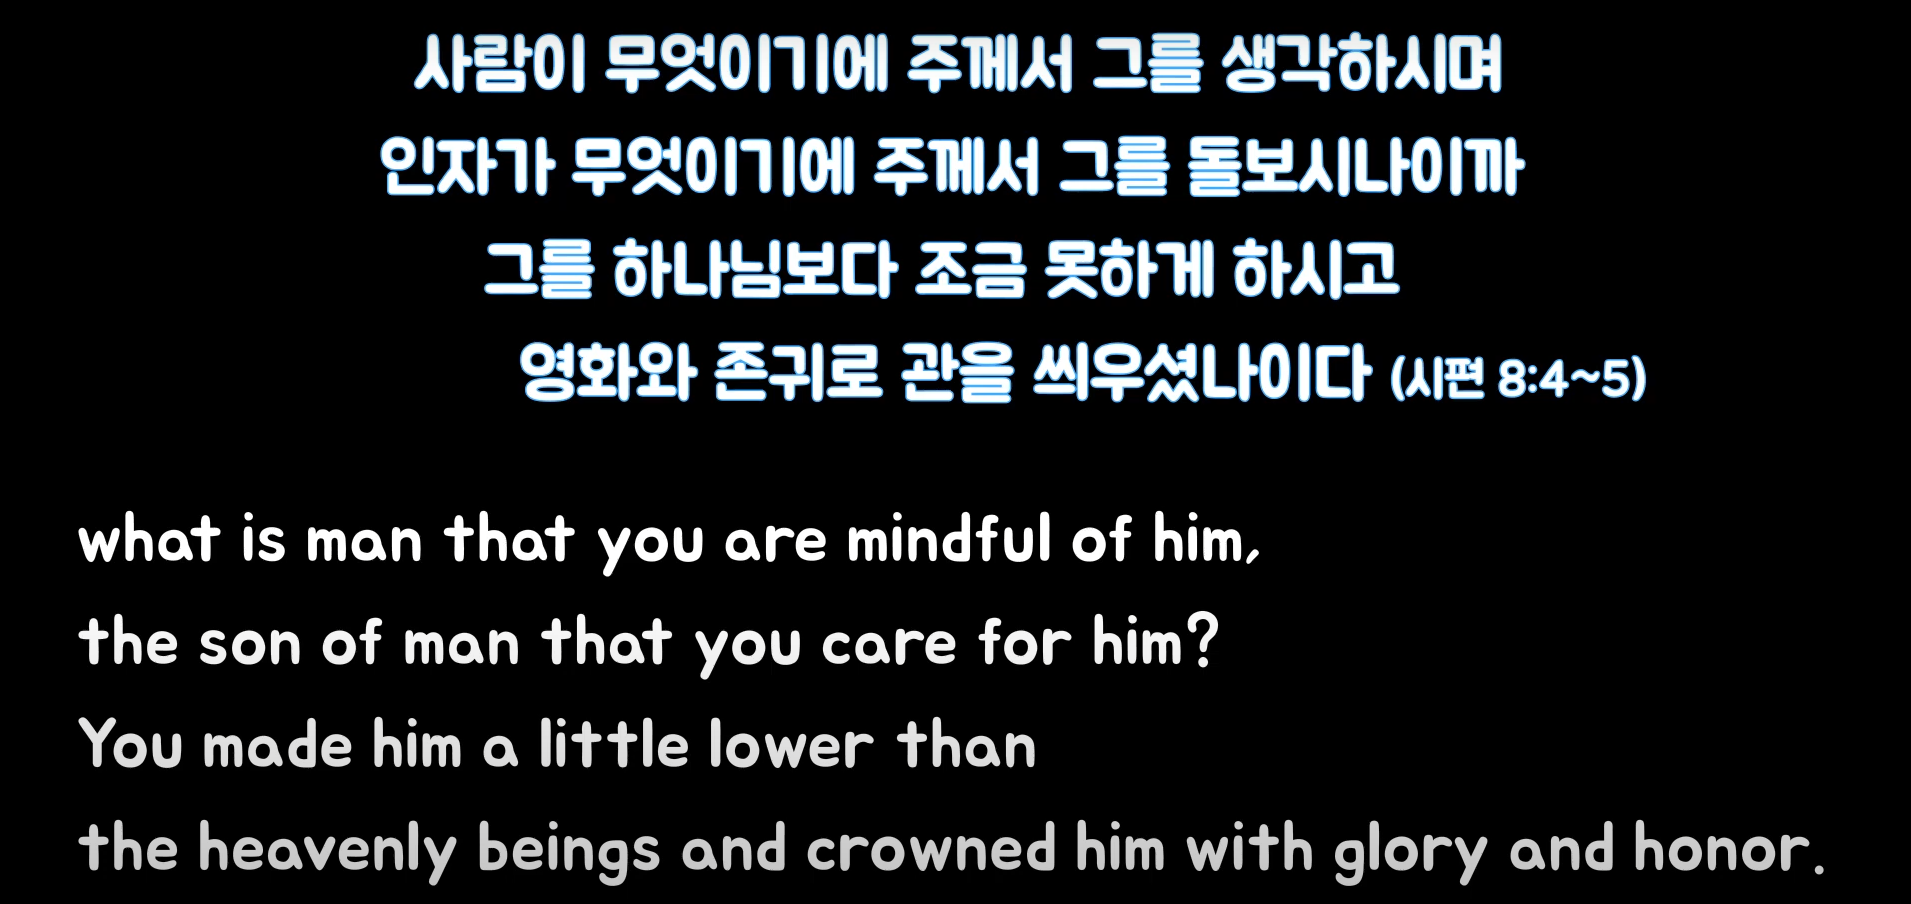 사람이 무엇이기에 주께서 그를 생각하시며
인자가 무엇이기에 주께서 그를 돌보시나이까
그를 하나님보다 조금 못하게 하시고
영화와 존귀로 관을 씌우셨나이다 (시편 8:4~5)
what is man that you are mindful of him,
the son of man that you care for him?
You made him a little lower than
the heavenly beings and crowned him with glory and honor.